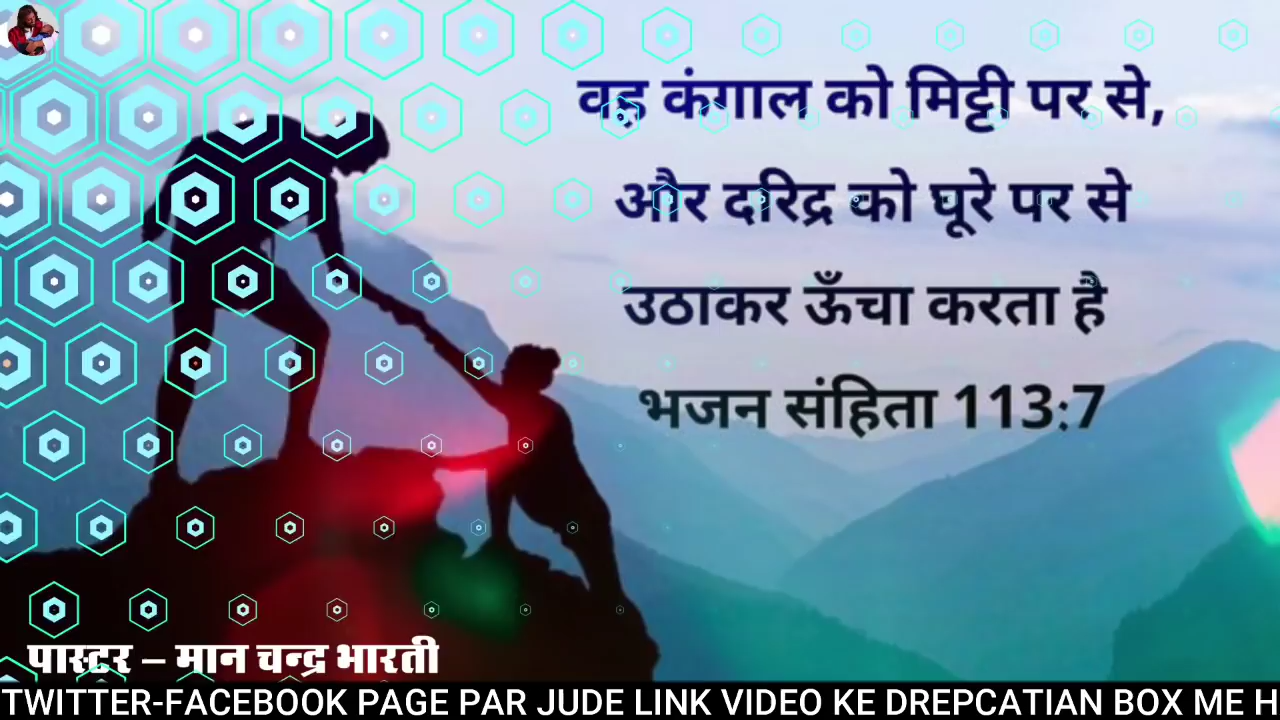 वह कंगाल को मिट्टी पर से,
और दरिद्र को घूरे पर से
उठाकर ऊँचा करता है
भजन संहिता 113:7
पास्टर – मान चन्द्र भारती
TWITTER-FACEBOOK PAGE PAR JUDE LINK VIDEO KE DREPCATIAN BOX ME H